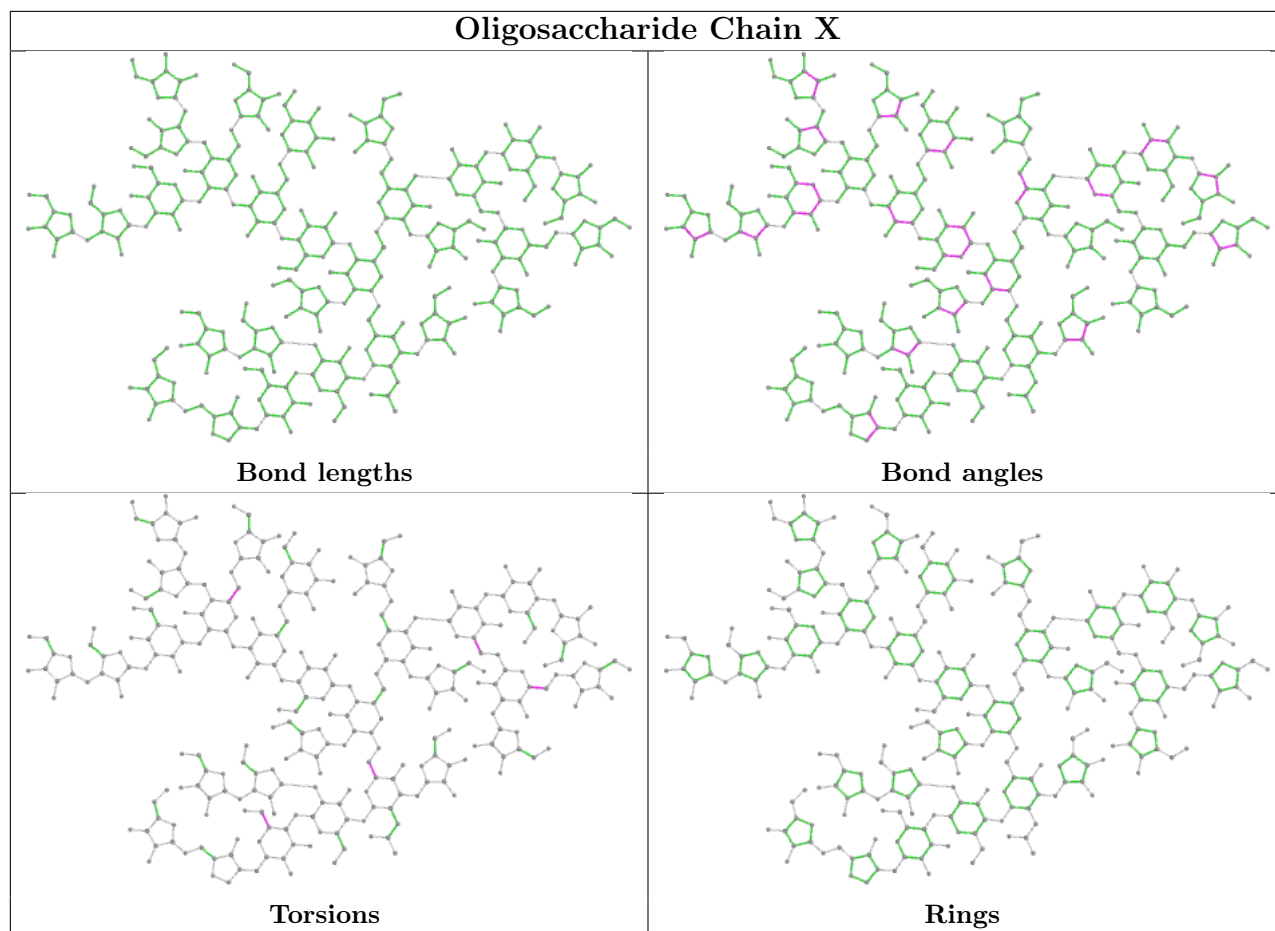 Oligosaccharide Chain X
Bond lengths
Bond angles
Torsions
Rings